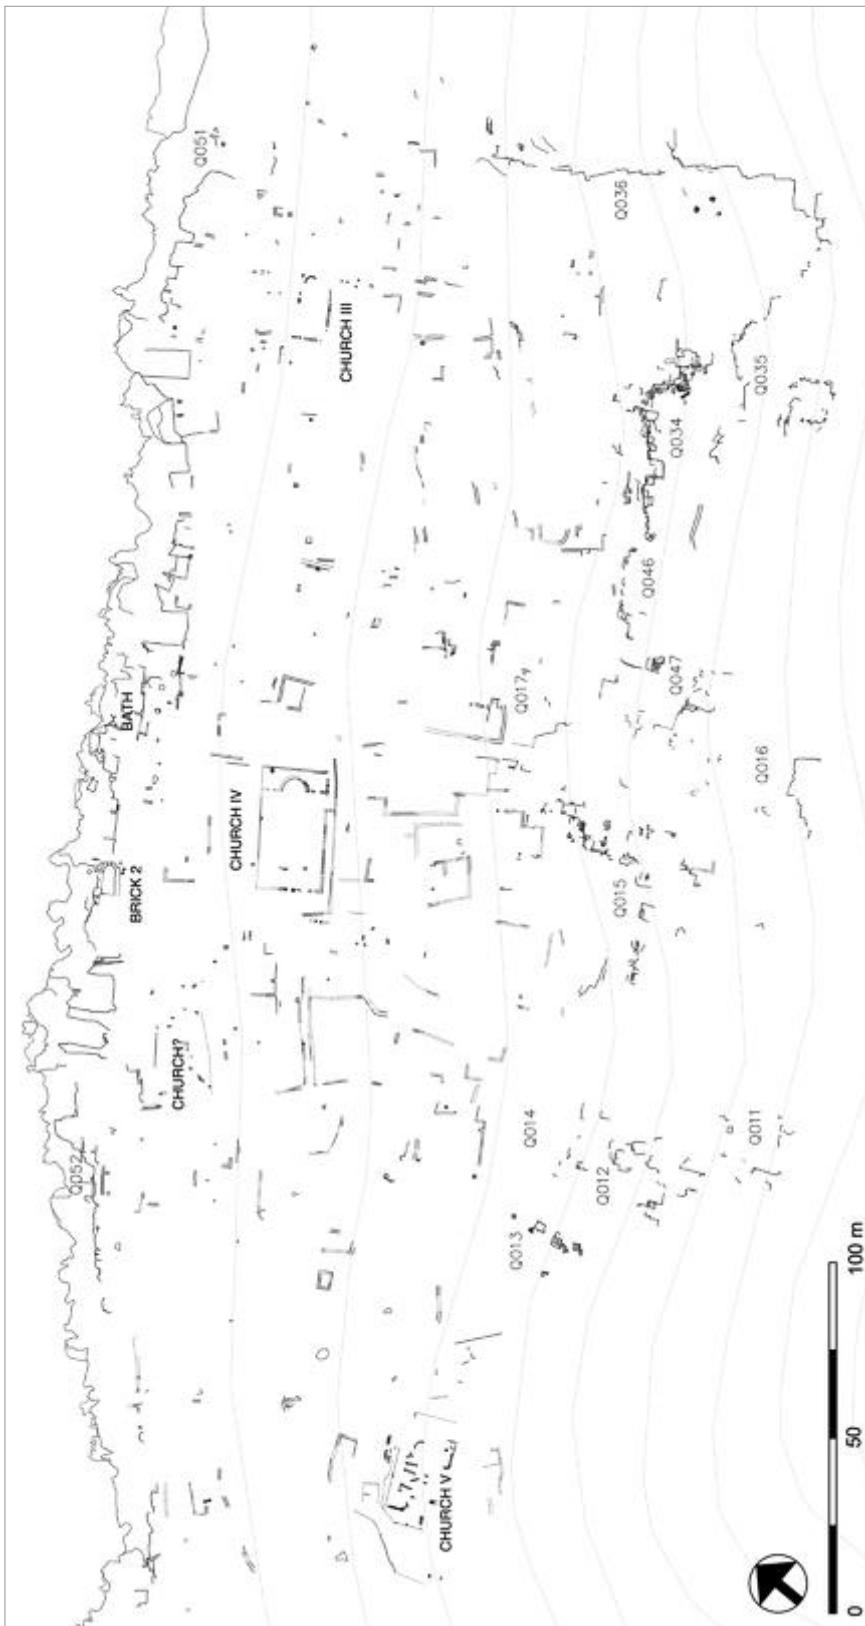 Q052
BRICK 2
BATH
CHURCH?
Q051
CHURCH IV
CHURCH III
CHURCH V
Q013
Q014
Q017
Q012
Q015
Q036
Q046
Q047
Q034
Q011
Q016
Q035
0 50 100 m